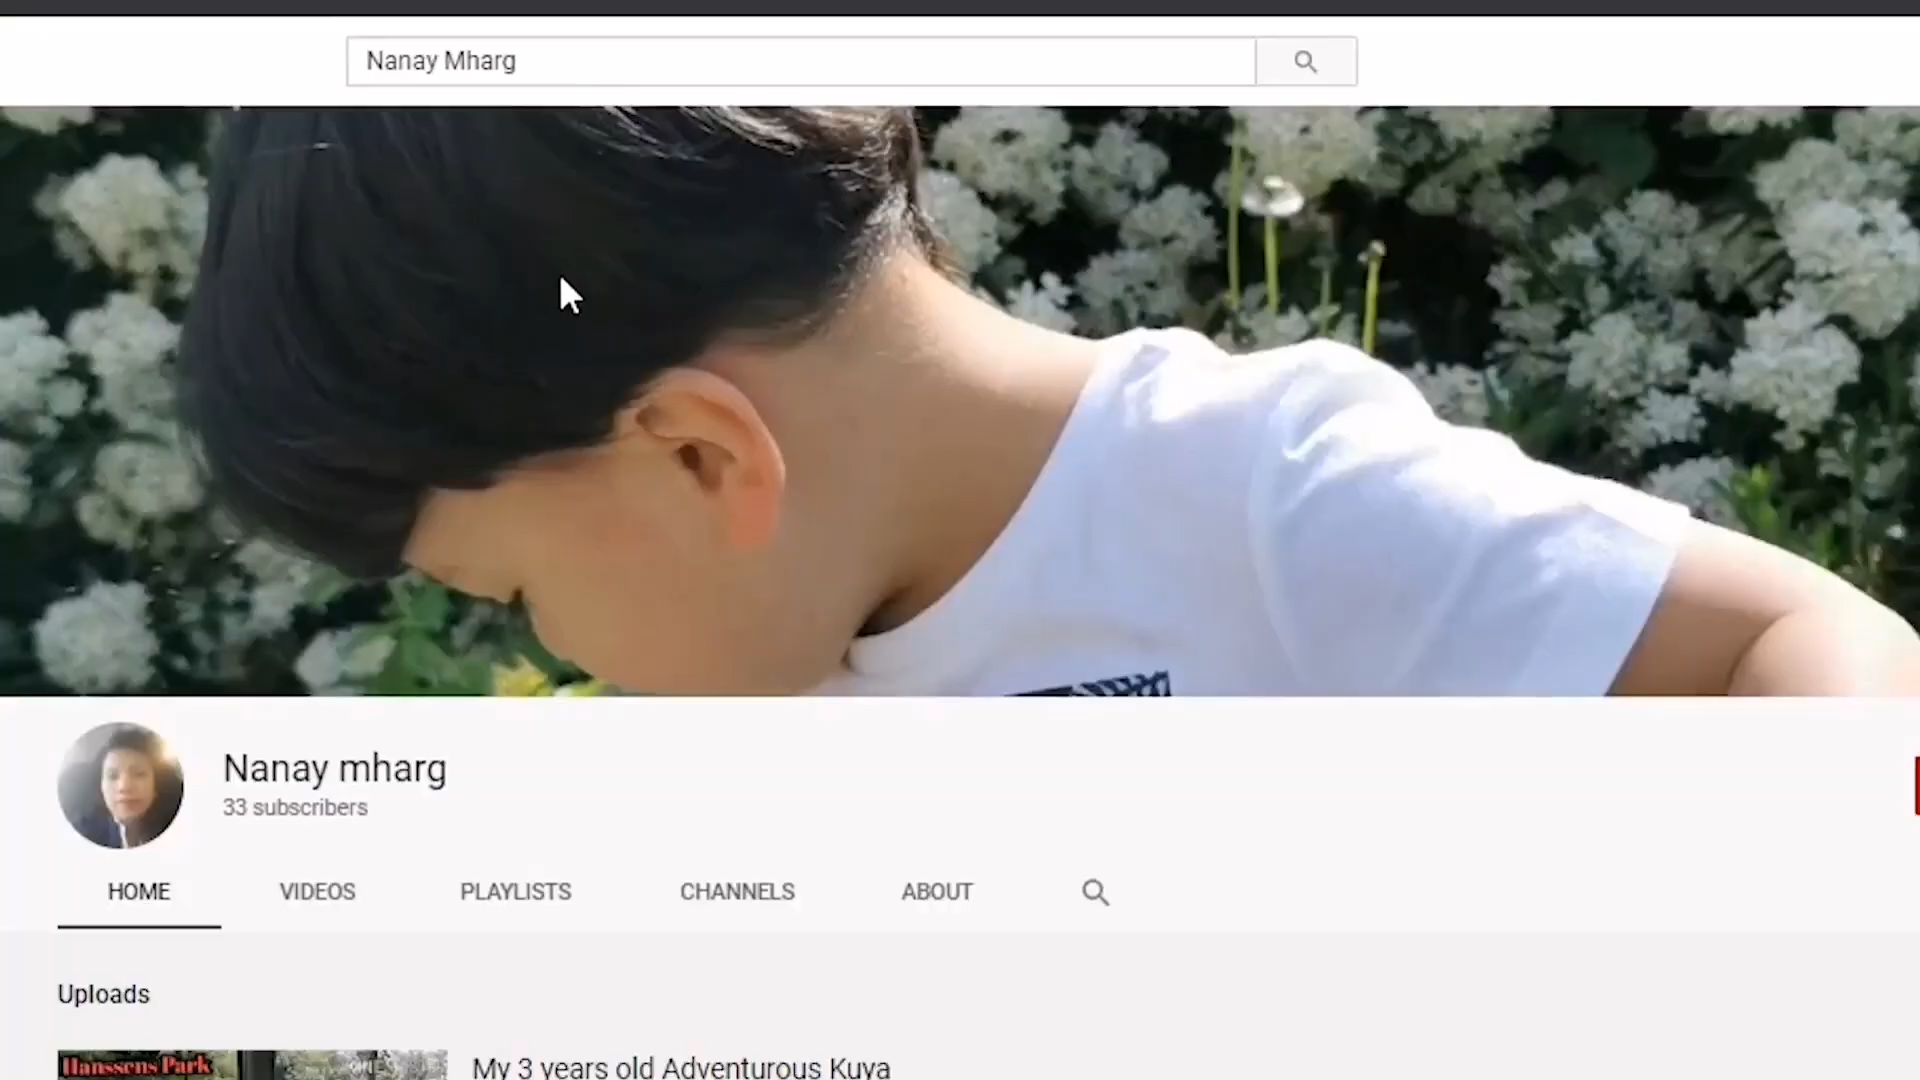 Nanay Mharg
Nanay mharg
33 subscribers
HOME VIDEOS PLAYLISTS CHANNELS ABOUT
Uploads
Hanssens Park
My 3 years old Adventurous Kuya